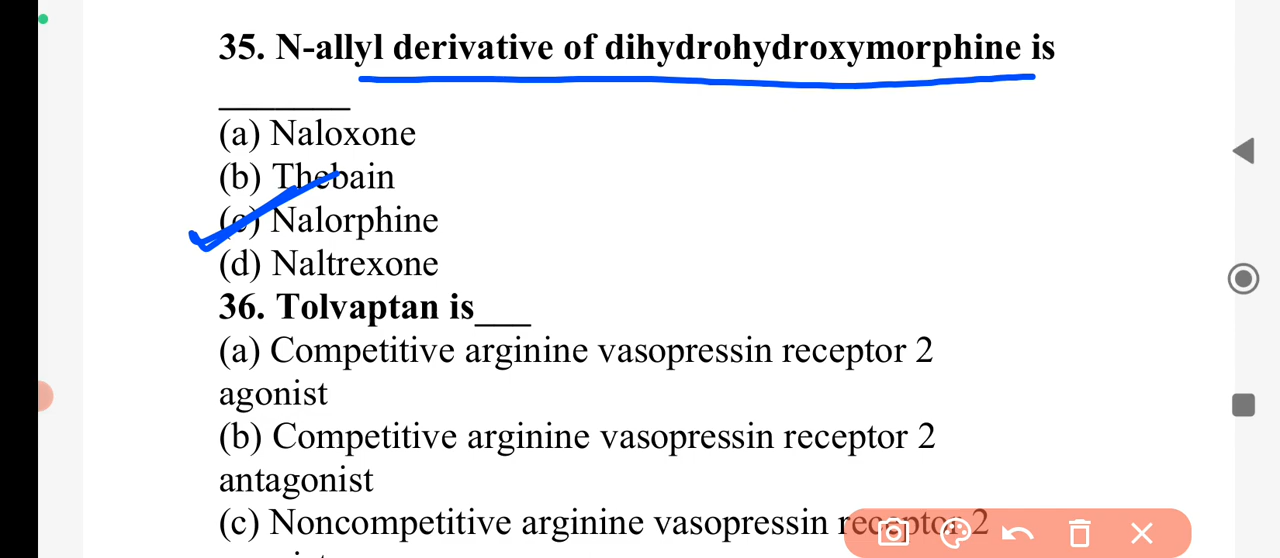 35. N-allyl derivative of dihydrohydroxymorphine is
_______
(a) Naloxone
(b) Thebain
(c) Nalorphine
(d) Naltrexone
36. Tolvaptan is___
(a) Competitive arginine vasopressin receptor 2
agonist
(b) Competitive arginine vasopressin receptor 2
antagonist
(c) Noncompetitive arginine vasopressin receptor 2